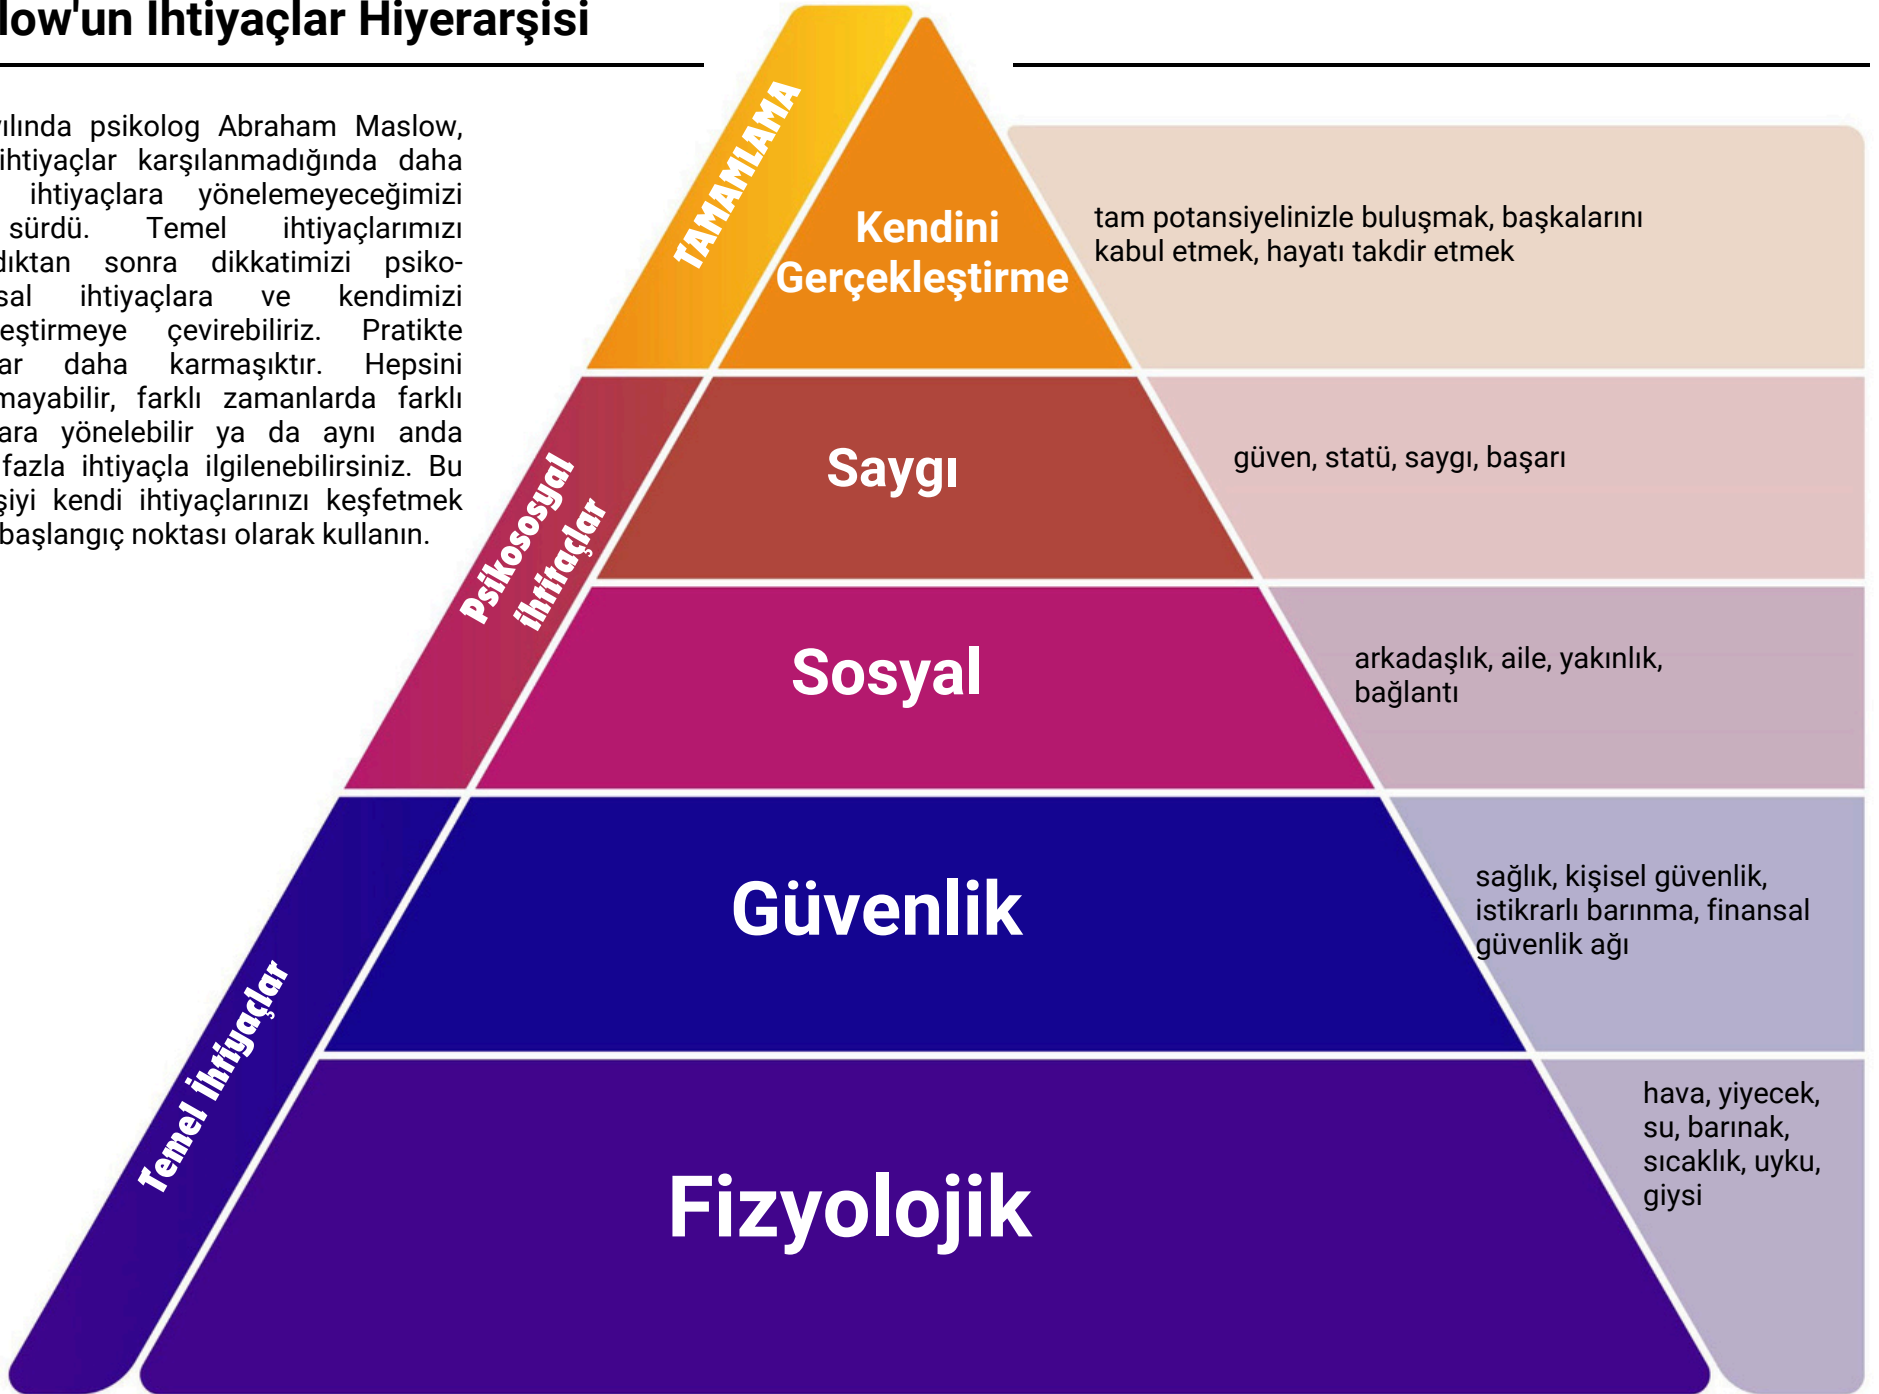 low'un İhtiyaçlar Hiyerarşisi
yılında psikolog Abraham Maslow,
ihtiyaçlar karşılanmadığında daha
ihtiyaçlara yönelemeyeceğimizi
sürdü. Temel ihtiyaçlarımızı
dıktan sonra dikkatimizi psiko-
sal ihtiyaçlara ve kendimizi
eştirmeye çevirebiliriz. Pratikte
ar daha karmaşıktır. Hepsini
mayabilir, farklı zamanlarda farklı
ara yönelebilir ya da aynı anda
fazla ihtiyaçla ilgilenebilirsiniz. Bu
şiyi kendi ihtiyaçlarınızı keşfetmek
başlangıç noktası olarak kullanın.
TAMAMLAMA
Kendini
Gerçekleştirme
tam potansiyelinizle buluşmak, başkalarını
kabul etmek, hayatı takdir etmek
Psikososyal
ihtitaçlar
Saygı
güven, statü, saygı, başarı
Sosyal
arkadaşlık, aile, yakınlık,
bağlantı
Temel İhtiyaçlar
Güvenlik
sağlık, kişisel güvenlik,
istikrarlı barınma, finansal
güvenlik ağı
Fizyolojik
hava, yiyecek,
su, barınak,
sıcaklık, uyku,
giysi